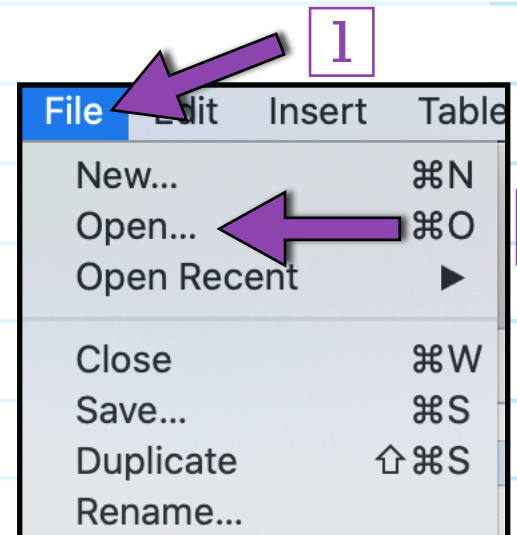 1
File Edit Insert Table
New... ⌘N
Open... ⌘O
Open Recent ▶
Close ⌘W
Save... ⌘S
Duplicate ⇧⌘S
Rename...